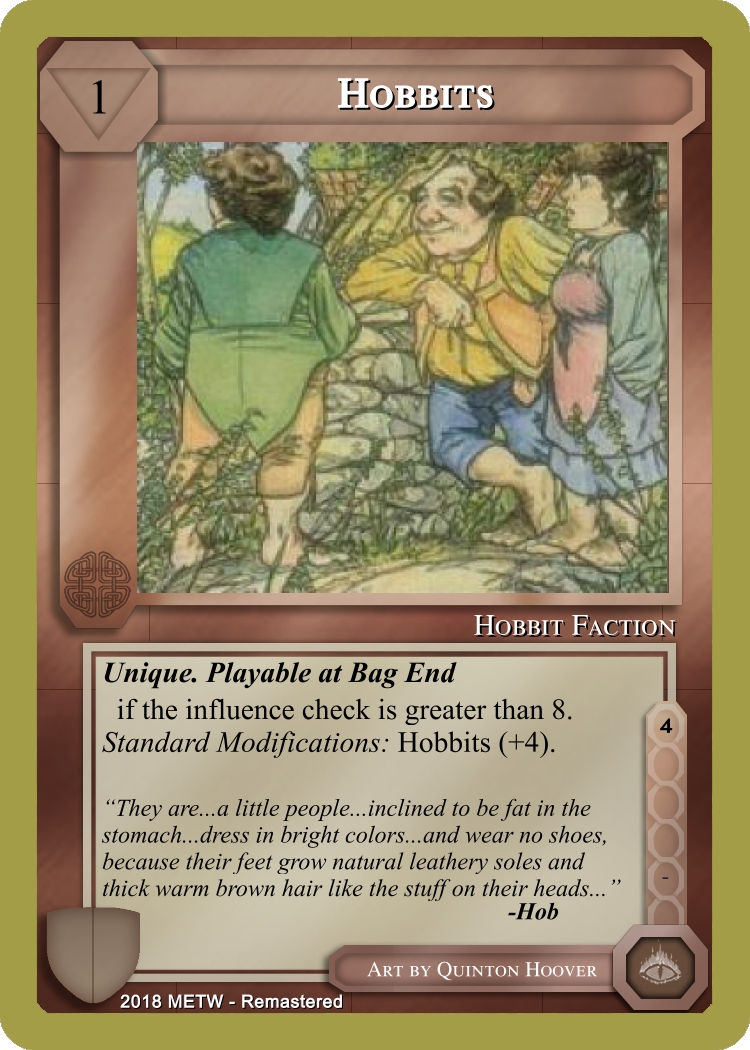 1
HOBBITS
HOBBIT FACTION
Unique. Playable at Bag End
if the influence check is greater than 8.
Standard Modifications: Hobbits (+4).
4
“They are...a little people...inclined to be fat in the
stomach...dress in bright colors...and wear no shoes,
because their feet grow natural leathery soles and
thick warm brown hair like the stuff on their heads...”
-
-Hob
ART BY QUINTON HOOVER
2018 METW - Remastered